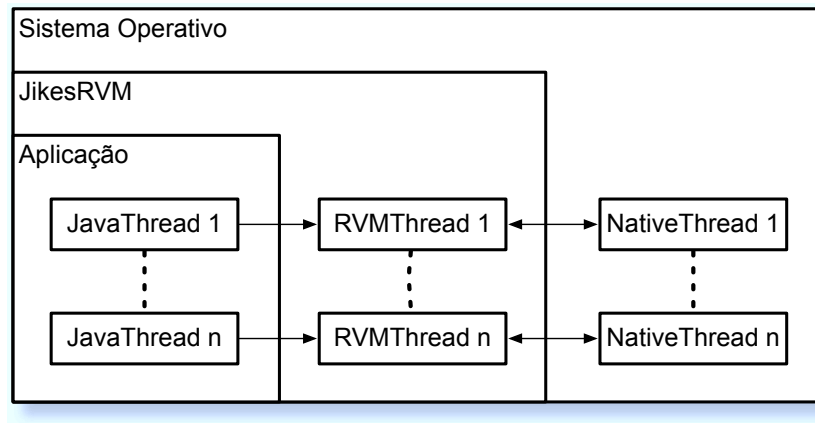 Sistema Operativo
JikesRVM
Aplicação
JavaThread 1 RVMThread 1 NativeThread 1
JavaThread n RVMThread n NativeThread n